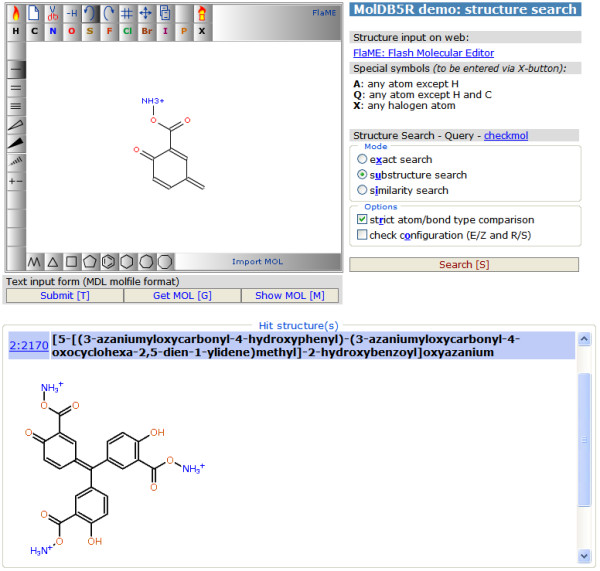 FlaME
H C N O S F Cl Br I P X
NH3+
O
O
O
Import MOL
Text input form (MDL molfile format)
Submit [T] Get MOL [G] Show MOL [M]
MolDB5R demo: structure search
Structure input on web:
FlaME: Flash Molecular Editor
Special symbols (to be entered via X-button):
A: any atom except H
Q: any atom except H and C
X: any halogen atom
Structure Search - Query - checkmol
Mode
exact search
substructure search
similarity search
Options
strict atom/bond type comparison
check configuration (E/Z and R/S)
Search [S]
Hit structure(s)
2:2170 [5-[(3-azaniumyloxycarbonyl-4-hydroxyphenyl)-(3-azaniumyloxycarbonyl-4-
oxocyclohexa-2,5-dien-1-ylidene)methyl]-2-hydroxybenzoyl]oxyazanium
NH3+
O O
O OH
O NH3+
O
O O
H3N+ OH